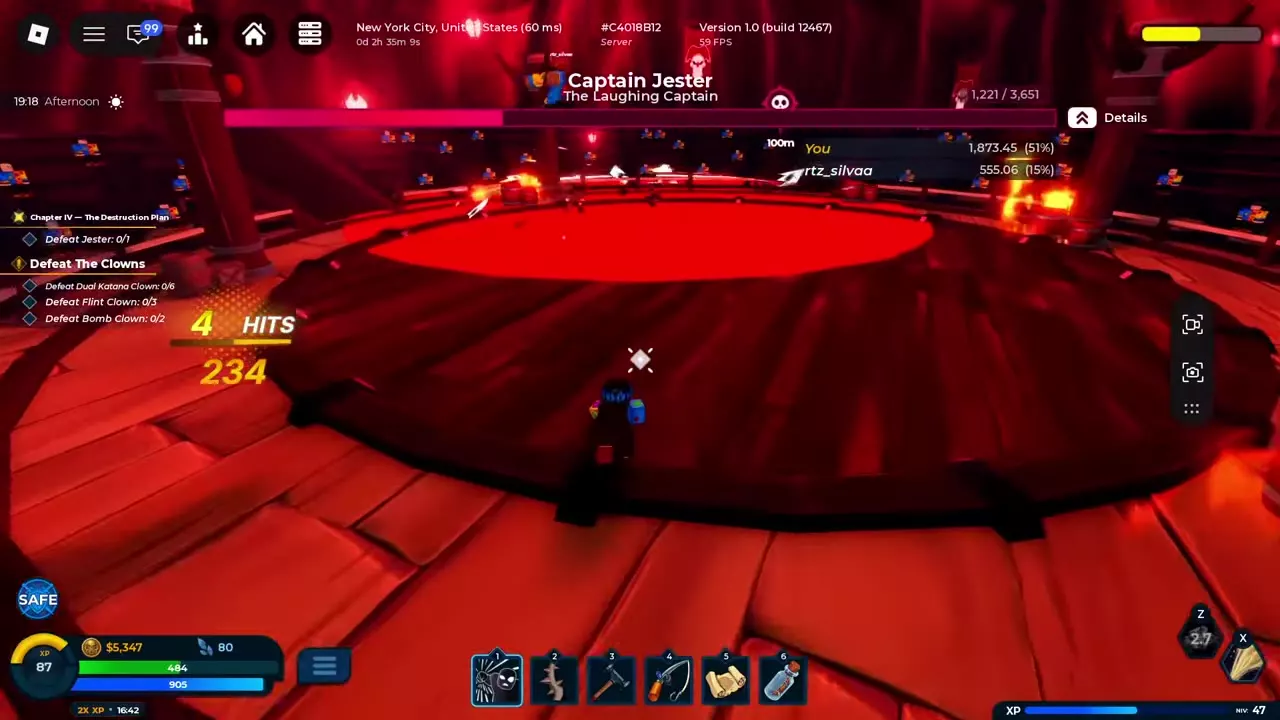 99
New York City, United States (60 ms)
0d 2h 35m 9s
#C4018B12
Server
Version 1.0 (build 12467)
59 FPS
rtz_silvaa
Captain Jester
The Laughing Captain
19:18 Afternoon
1,221 / 3,651
Details
100m
You 1,873.45 (51%)
rtz_silvaa 555.06 (15%)
Chapter IV — The Destruction Plan
Defeat Jester: 0/1
Defeat The Clowns
Defeat Dual Katana Clown: 0/6
Defeat Flint Clown: 0/3
Defeat Bomb Clown: 0/2
4 HITS
234
SAFE
XP
87
$5,347
80
484
905
2X XP • 16:42
1
2
3
4
5
6
Z
2.7
X
XP
NIV. 47